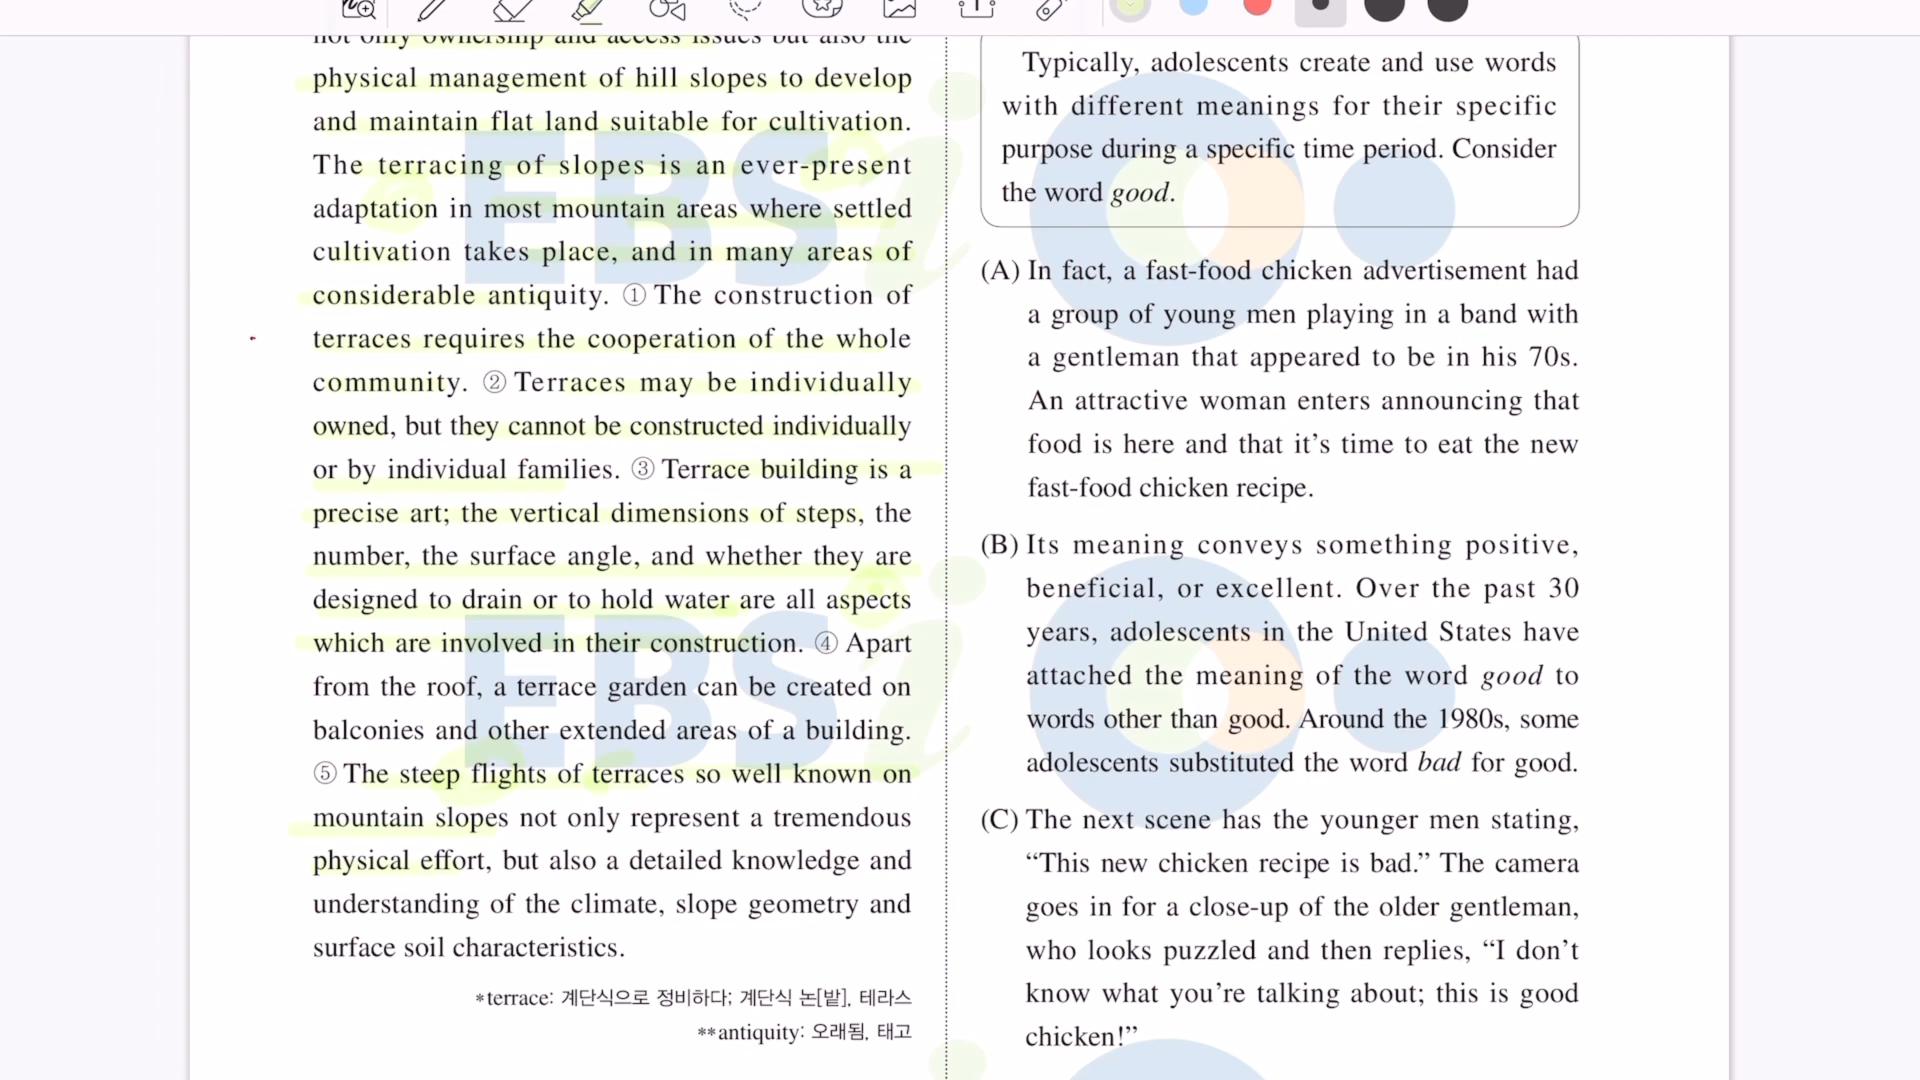 not only ownership and access issues but also the
physical management of hill slopes to develop
and maintain flat land suitable for cultivation.
The terracing of slopes is an ever-present
adaptation in most mountain areas where settled
cultivation takes place, and in many areas of
considerable antiquity. ① The construction of
terraces requires the cooperation of the whole
community. ② Terraces may be individually
owned, but they cannot be constructed individually
or by individual families. ③ Terrace building is a
precise art; the vertical dimensions of steps, the
number, the surface angle, and whether they are
designed to drain or to hold water are all aspects
which are involved in their construction. ④ Apart
from the roof, a terrace garden can be created on
balconies and other extended areas of a building.
⑤ The steep flights of terraces so well known on
mountain slopes not only represent a tremendous
physical effort, but also a detailed knowledge and
understanding of the climate, slope geometry and
surface soil characteristics.
*terrace: 계단식으로 정비하다; 계단식 논[밭], 테라스
**antiquity: 오래됨, 태고
Typically, adolescents create and use words
with different meanings for their specific
purpose during a specific time period. Consider
the word good.
(A) In fact, a fast-food chicken advertisement had
a group of young men playing in a band with
a gentleman that appeared to be in his 70s.
An attractive woman enters announcing that
food is here and that it's time to eat the new
fast-food chicken recipe.
(B) Its meaning conveys something positive,
beneficial, or excellent. Over the past 30
years, adolescents in the United States have
attached the meaning of the word good to
words other than good. Around the 1980s, some
adolescents substituted the word bad for good.
(C) The next scene has the younger men stating,
“This new chicken recipe is bad.” The camera
goes in for a close-up of the older gentleman,
who looks puzzled and then replies, “I don't
know what you're talking about; this is good
chicken!”
EBSi
EBSi